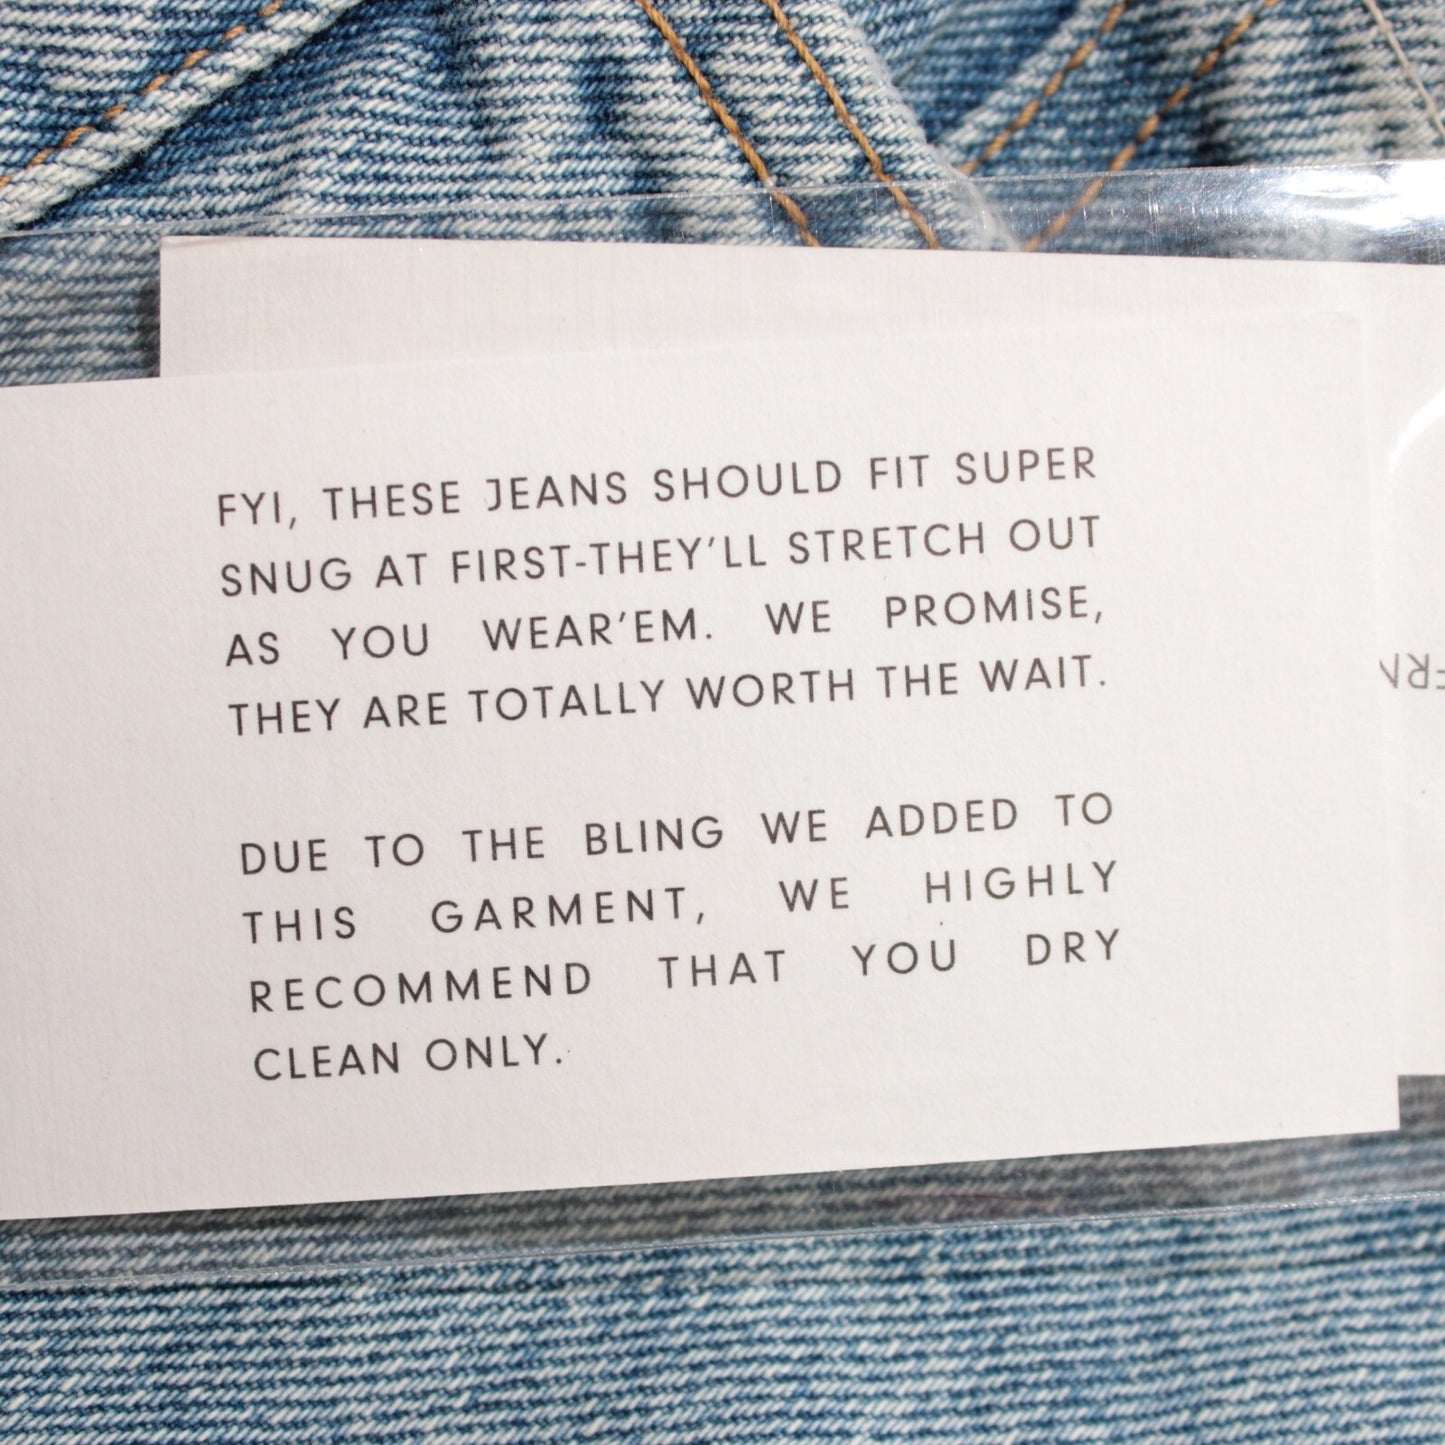 FYI, THESE JEANS SHOULD FIT SUPER
SNUG AT FIRST-THEY'LL STRETCH OUT
AS YOU WEAR'EM. WE PROMISE,
THEY ARE TOTALLY WORTH THE WAIT.
DUE TO THE BLING WE ADDED TO
THIS GARMENT, WE HIGHLY
RECOMMEND THAT YOU DRY
CLEAN ONLY.